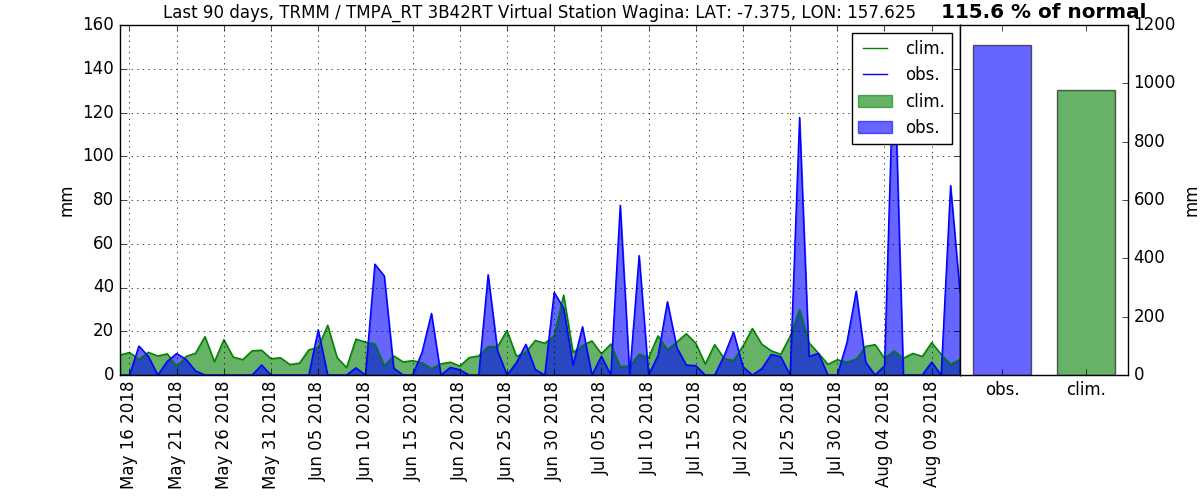 Last 90 days, TRMM / TMPA_RT 3B42RT Virtual Station Wagina: LAT: -7.375, LON: 157.625
115.6 % of normal
160
140
120
100
80
60
40
20
0
mm
clim.
obs.
clim.
obs.
1200
1000
800
600
400
200
0
mm
May 16 2018
May 21 2018
May 26 2018
May 31 2018
Jun 05 2018
Jun 10 2018
Jun 15 2018
Jun 20 2018
Jun 25 2018
Jun 30 2018
Jul 05 2018
Jul 10 2018
Jul 15 2018
Jul 20 2018
Jul 25 2018
Jul 30 2018
Aug 04 2018
Aug 09 2018
obs.
clim.